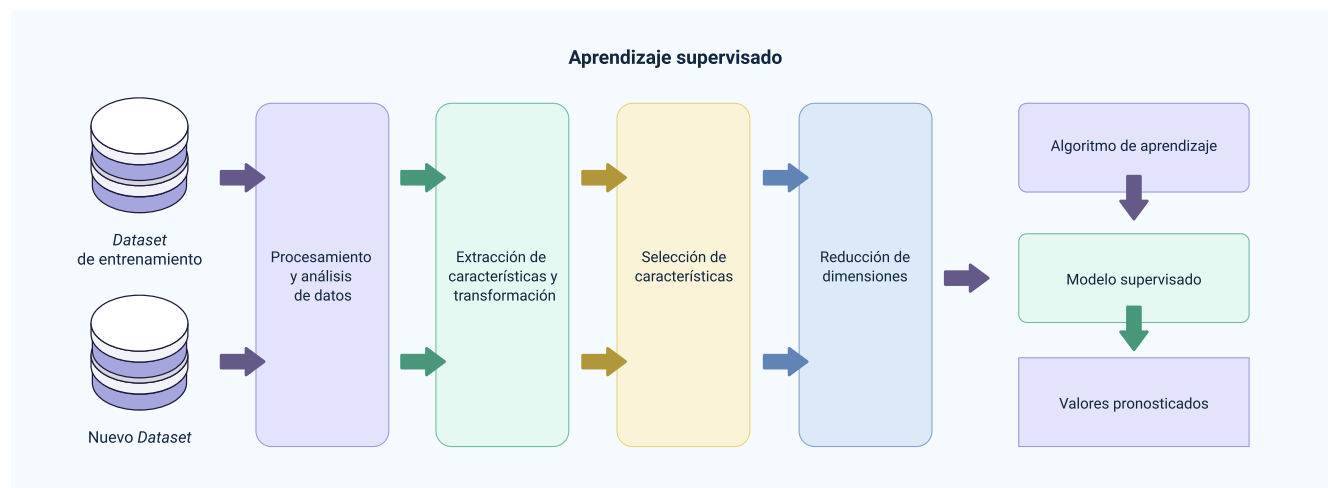 Aprendizaje supervisado
Dataset
de entrenamiento
Nuevo Dataset
Procesamiento
y análisis
de datos
Extracción de
características y
transformación
Selección de
características
Reducción de
dimensiones
Algoritmo de aprendizaje
Modelo supervisado
Valores pronosticados